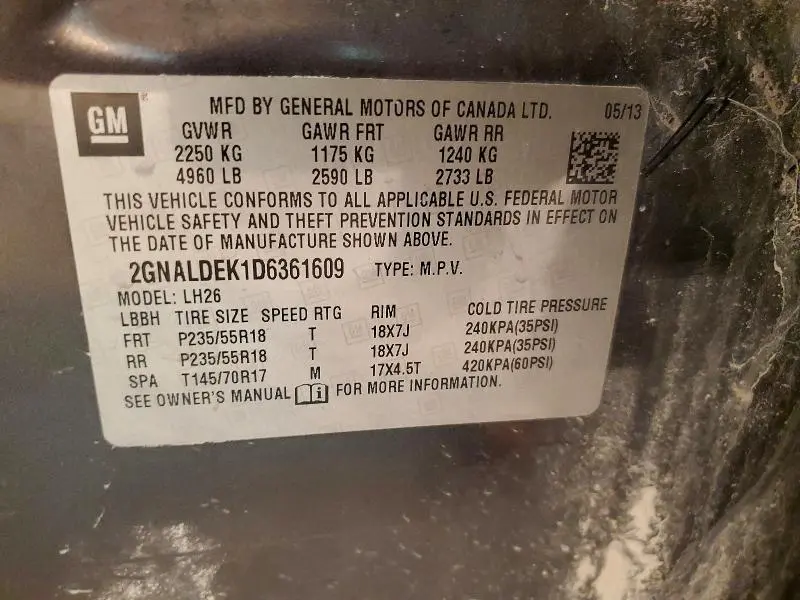 GM
MFD BY GENERAL MOTORS OF CANADA LTD. 05/13
GVWR GAWR FRT GAWR RR
2250 KG 1175 KG 1240 KG
4960 LB 2590 LB 2733 LB
THIS VEHICLE CONFORMS TO ALL APPLICABLE U.S. FEDERAL MOTOR
VEHICLE SAFETY AND THEFT PREVENTION STANDARDS IN EFFECT ON
THE DATE OF MANUFACTURE SHOWN ABOVE.
2GNALDEK1D6361609 TYPE: M.P.V.
MODEL: LH26
LBBH TIRE SIZE SPEED RTG RIM COLD TIRE PRESSURE
FRT P235/55R18 T 18X7J 240KPA(35PSI)
RR P235/55R18 T 18X7J 240KPA(35PSI)
SPA T145/70R17 M 17X4.5T 420KPA(60PSI)
SEE OWNER'S MANUAL i FOR MORE INFORMATION.